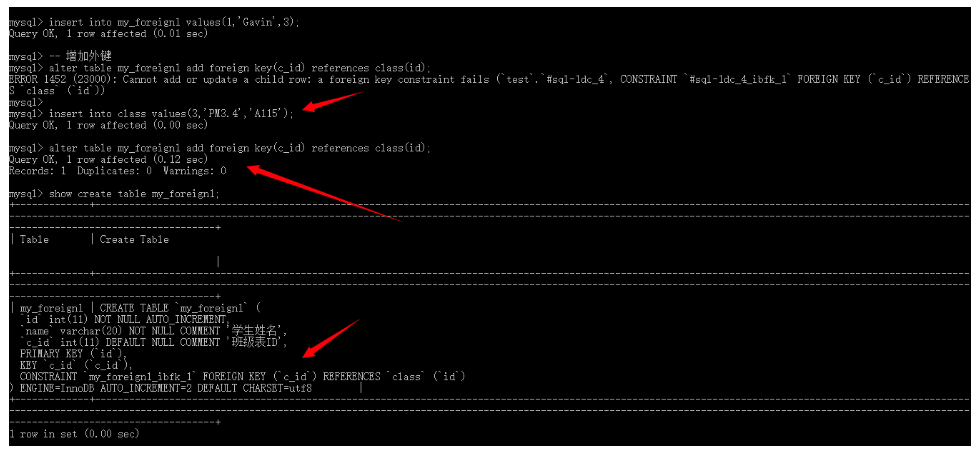 mysql> insert into my_foreign1 values(1,'Gavin',3);
Query OK, 1 row affected (0.01 sec)
mysql> -- 增加外键
mysql> alter table my_foreign1 add foreign key(c_id) references class(id);
ERROR 1452 (23000): Cannot add or update a child row: a foreign key constraint fails (`test`.`#sql-1dc_4`, CONSTRAINT `#sql-1dc_4_ibfk_1` FOREIGN KEY (`c_id`) REFERENCE
S `class` (`id`))
mysql>
mysql> insert into class values(3,'PM3.4','A115');
Query OK, 1 row affected (0.00 sec)
mysql> alter table my_foreign1 add foreign key(c_id) references class(id);
Query OK, 1 row affected (0.12 sec)
Records: 1  Duplicates: 0  Warnings: 0
mysql> show create table my_foreign1;
| Table | Create Table
|
| my_foreign1 | CREATE TABLE `my_foreign1` (
`id` int(11) NOT NULL AUTO_INCREMENT,
`name` varchar(20) NOT NULL COMMENT '学生姓名',
`c_id` int(11) DEFAULT NULL COMMENT '班级表ID',
PRIMARY KEY (`id`),
KEY `c_id` (`c_id`),
CONSTRAINT `my_foreign1_ibfk_1` FOREIGN KEY (`c_id`) REFERENCES `class` (`id`)
) ENGINE=InnoDB AUTO_INCREMENT=2 DEFAULT CHARSET=utf8 |
1 row in set (0.00 sec)